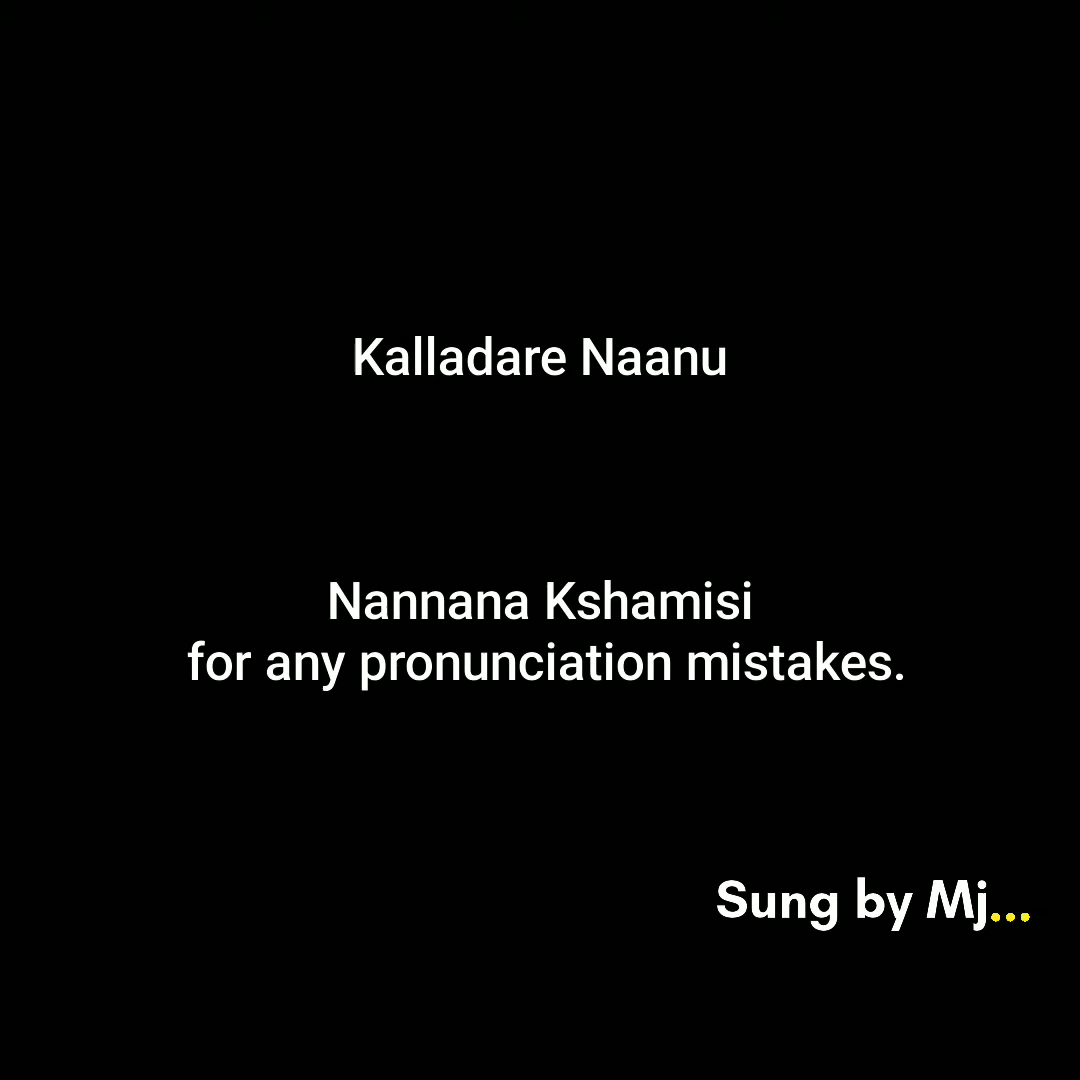 Kalladare Naanu
Nannana Kshamisi
for any pronunciation mistakes.
Sung by Mj...